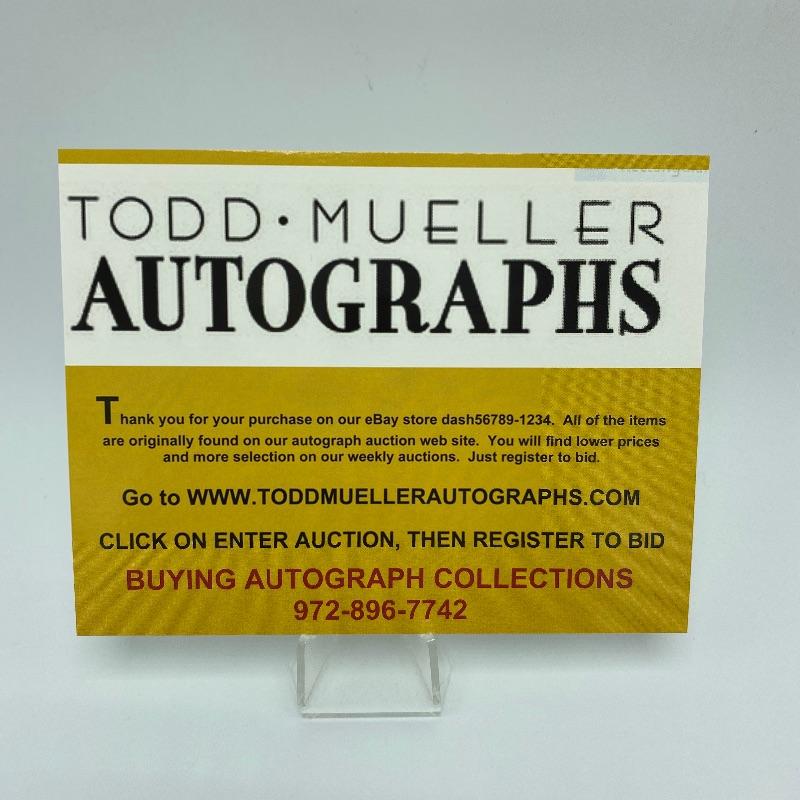 TODD • MUELLER
AUTOGRAPHS
Thank you for your purchase on our eBay store dash56789-1234. All of the items
are originally found on our autograph auction web site. You will find lower prices
and more selection on our weekly auctions. Just register to bid.
Go to WWW.TODDMUELLERAUTOGRAPHS.COM
CLICK ON ENTER AUCTION, THEN REGISTER TO BID
BUYING AUTOGRAPH COLLECTIONS
972-896-7742